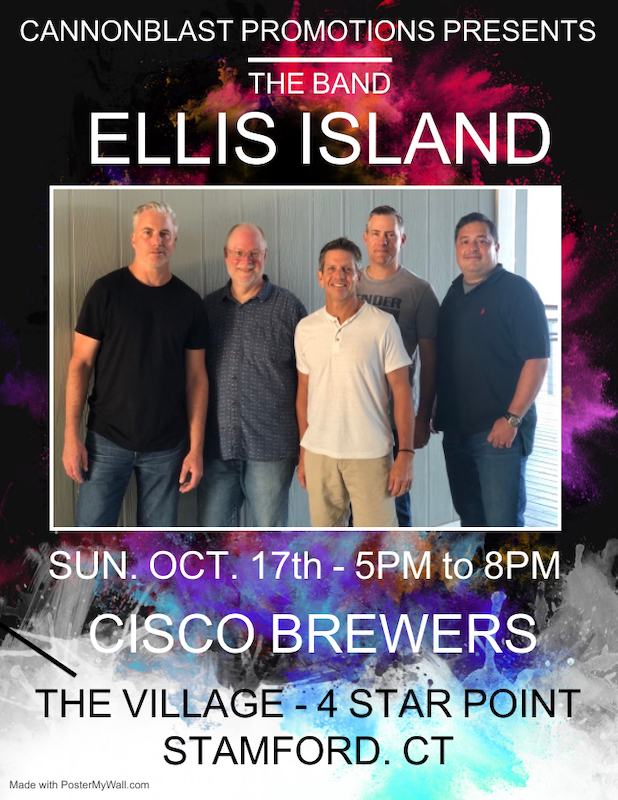 CANNONBLAST PROMOTIONS PRESENTS
THE BAND
ELLIS ISLAND
SUN. OCT. 17th - 5PM to 8PM
CISCO BREWERS
THE VILLAGE - 4 STAR POINT
STAMFORD. CT
Made with PosterMyWall.com